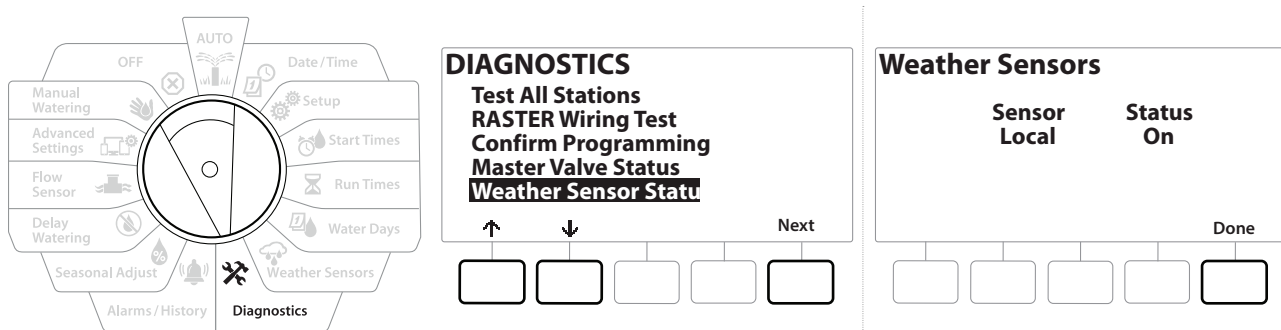 AUTO
OFF
Date / Time
Manual
Watering
Setup
Advanced
Settings
Start Times
Flow
Sensor
Run Times
Delay
Watering
Water Days
Seasonal Adjust
Weather Sensors
Alarms / History
Diagnostics
1
1
%
DIAGNOSTICS
Test All Stations
RASTER Wiring Test
Confirm Programming
Master Valve Status
Weather Sensor Statu
↑ ↓ Next
Weather Sensors
Sensor Status
Local On
Done